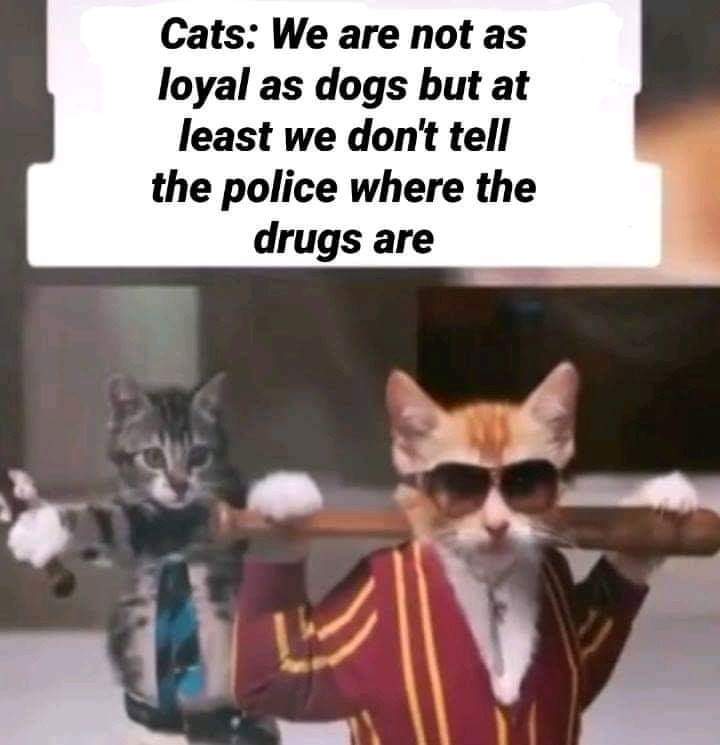 Cats: We are not as
loyal as dogs but at
least we don't tell
the police where the
drugs are